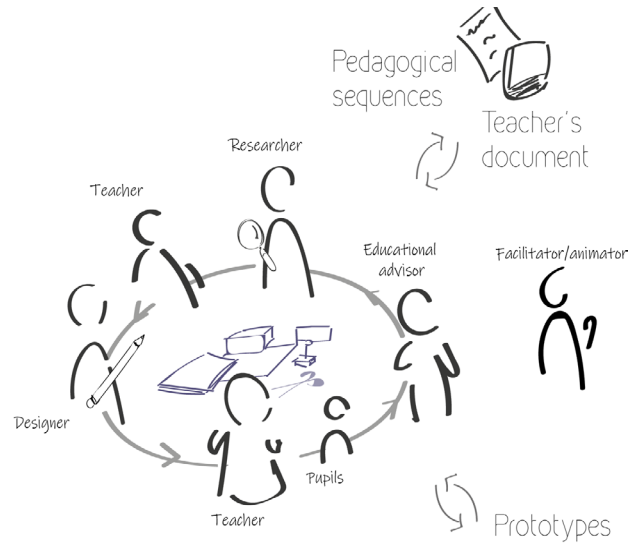 Pedagogical
sequences
Teacher's
document
Researcher
Teacher
Educational
advisor
Facilitator/animator
Designer
Pupils
Teacher
Prototypes